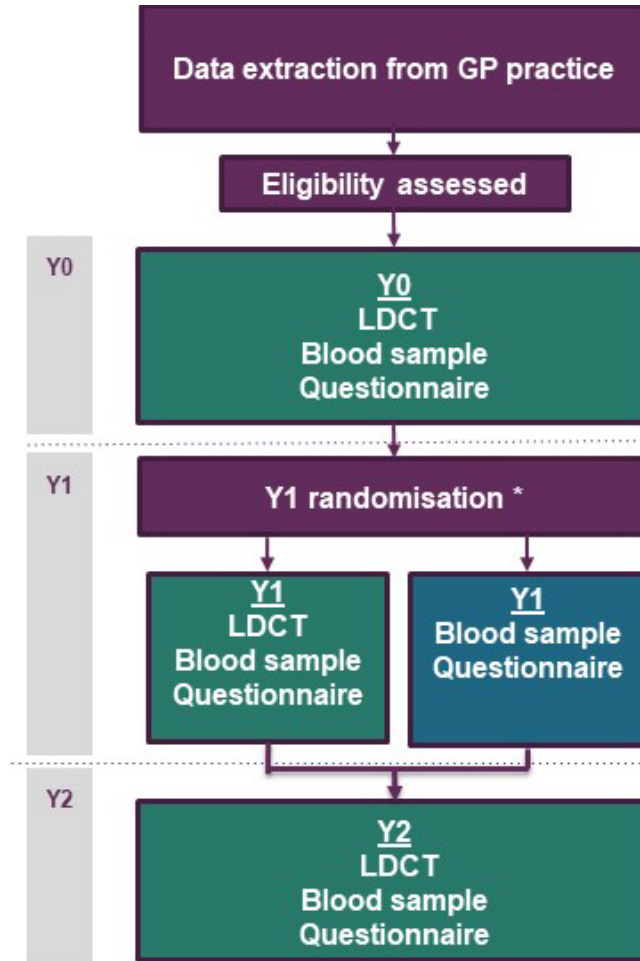 Data extraction from GP practice
Eligibility assessed
Y0
Y0
LDCT
Blood sample
Questionnaire
Y1
Y1 randomisation *
Y1
LDCT
Blood sample
Questionnaire
Y1
Blood sample
Questionnaire
Y2
Y2
LDCT
Blood sample
Questionnaire